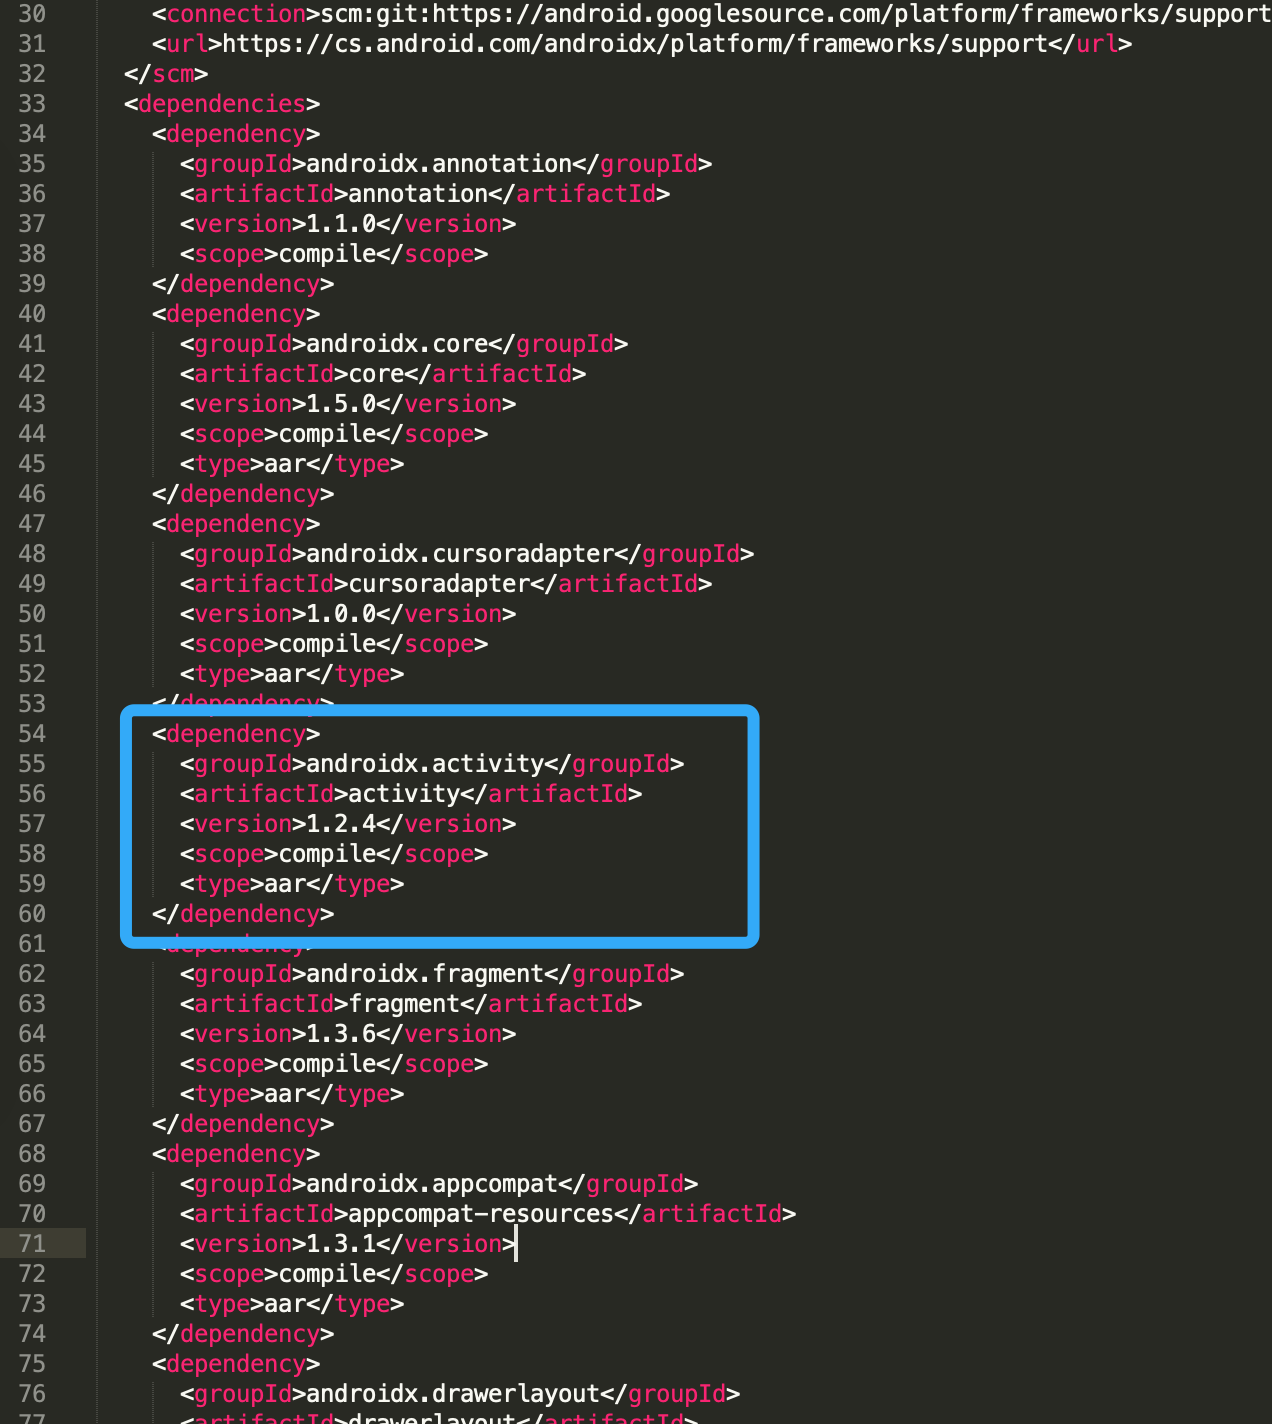 30 <connection>scm:git:https://android.googlesource.com/platform/frameworks/support
31 <url>https://cs.android.com/androidx/platform/frameworks/support</url>
32 </scm>
33 <dependencies>
34 <dependency>
35 <groupId>androidx.annotation</groupId>
36 <artifactId>annotation</artifactId>
37 <version>1.1.0</version>
38 <scope>compile</scope>
39 </dependency>
40 <dependency>
41 <groupId>androidx.core</groupId>
42 <artifactId>core</artifactId>
43 <version>1.5.0</version>
44 <scope>compile</scope>
45 <type>aar</type>
46 </dependency>
47 <dependency>
48 <groupId>androidx.cursoradapter</groupId>
49 <artifactId>cursoradapter</artifactId>
50 <version>1.0.0</version>
51 <scope>compile</scope>
52 <type>aar</type>
53 </dependency>
54 <dependency>
55 <groupId>androidx.activity</groupId>
56 <artifactId>activity</artifactId>
57 <version>1.2.4</version>
58 <scope>compile</scope>
59 <type>aar</type>
60 </dependency>
61 <dependency>
62 <groupId>androidx.fragment</groupId>
63 <artifactId>fragment</artifactId>
64 <version>1.3.6</version>
65 <scope>compile</scope>
66 <type>aar</type>
67 </dependency>
68 <dependency>
69 <groupId>androidx.appcompat</groupId>
70 <artifactId>appcompat-resources</artifactId>
71 <version>1.3.1</version>
72 <scope>compile</scope>
73 <type>aar</type>
74 </dependency>
75 <dependency>
76 <groupId>androidx.drawerlayout</groupId>
77 <artifactId>drawerlayout</artifactId>